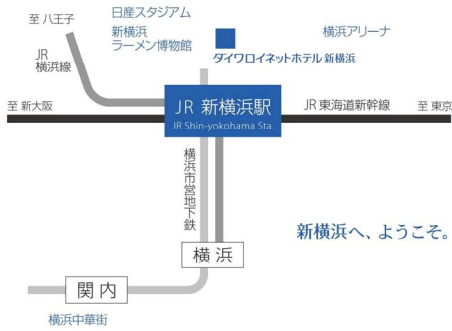 至 八王子
日産スタジアム
新横浜
ラーメン博物館
横浜アリーナ
ダイワロイネットホテル 新横浜
JR
横浜線
至 新大阪
JR 新横浜駅
JR Shin-yokohama Sta.
JR 東海道新幹線
至 東京
横浜市営地下鉄
新横浜へ、ようこそ。
横浜
関内
横浜中華街